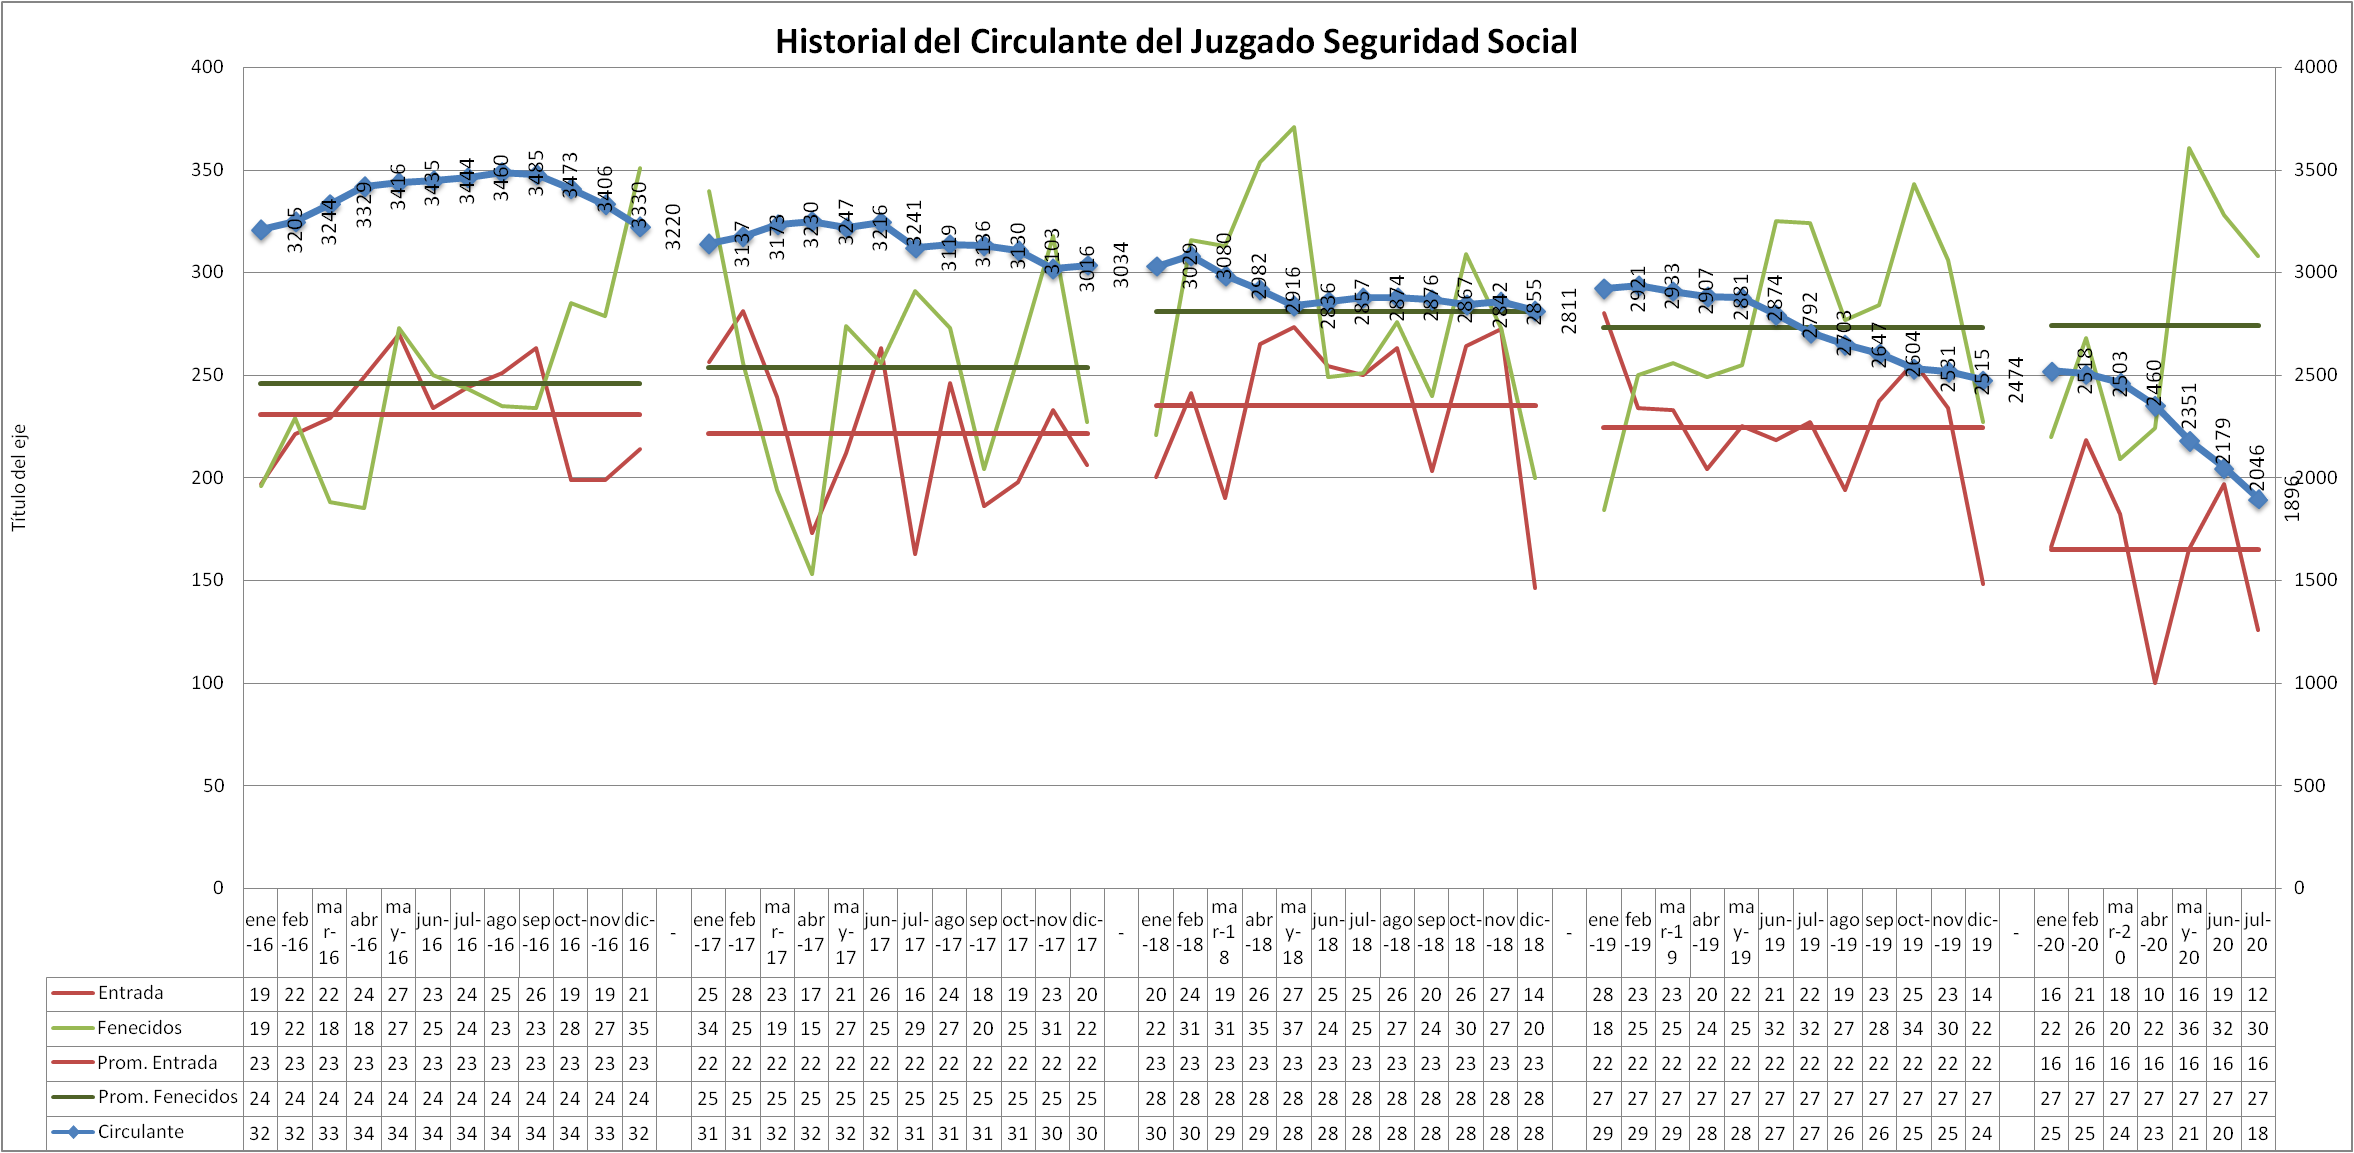 Historial del Circulante del Juzgado Seguridad Social
Título del eje
400
350
300
250
200
150
100
50
0
4000
3500
3000
2500
2000
1500
1000
500
0
3205 3244 3329 3416 3435 3444 3460 3485 3473 3406 3330 3220
3137 3173 3230 3247 3216 3241 3119 3136 3130 3103 3016 3034
3029 3080 2982 2916 2836 2857 2874 2876 2867 2842 2855 2811
2921 2933 2907 2881 2874 2792 2703 2647 2604 2531 2515 2474
2518 2503 2460 2351 2179 2046 1896
ene-16 feb-16 mar-16 abr-16 may-16 jun-16 jul-16 ago-16 sep-16 oct-16 nov-16 dic-16 - ene-17 feb-17 mar-17 abr-17 may-17 jun-17 jul-17 ago-17 sep-17 oct-17 nov-17 dic-17 - ene-18 feb-18 mar-18 abr-18 may-18 jun-18 jul-18 ago-18 sep-18 oct-18 nov-18 dic-18 - ene-19 feb-19 mar-19 abr-19 may-19 jun-19 jul-19 ago-19 sep-19 oct-19 nov-19 dic-19 - ene-20 feb-20 mar-20 abr-20 may-20 jun-20 jul-20
Entrada 19 22 22 24 27 23 24 25 26 19 19 21 25 28 23 17 21 26 16 24 18 19 23 20 20 24 19 26 27 25 25 26 20 26 27 14 28 23 23 20 22 21 22 19 23 25 23 14 16 21 18 10 16 19 12
Fenecidos 19 22 18 18 27 25 24 23 23 28 27 35 34 25 19 15 27 25 29 27 20 25 31 22 22 31 31 35 37 24 25 27 24 30 27 20 18 25 25 24 25 32 32 27 28 34 30 22 22 26 20 22 36 32 30
Prom. Entrada 23 23 23 23 23 23 23 23 23 23 23 23 22 22 22 22 22 22 22 22 22 22 22 22 23 23 23 23 23 23 23 23 23 23 23 23 22 22 22 22 22 22 22 22 22 22 22 22 16 16 16 16 16 16 16
Prom. Fenecidos 24 24 24 24 24 24 24 24 24 24 24 24 25 25 25 25 25 25 25 25 25 25 25 25 28 28 28 28 28 28 28 28 28 28 28 28 27 27 27 27 27 27 27 27 27 27 27 27 27 27 27 27 27 27 27
Circulante 32 32 33 34 34 34 34 34 34 34 33 32 31 31 32 32 32 32 31 31 31 31 30 30 30 30 29 29 28 28 28 28 28 28 28 28 29 29 29 28 28 27 27 26 26 25 25 24 25 25 24 23 21 20 18